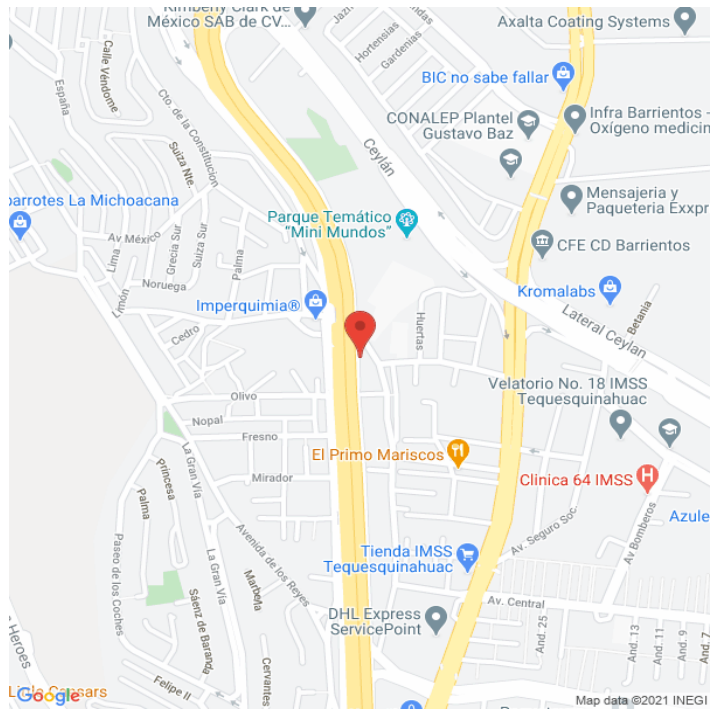 Kimberly Clark de
México SAB de CV...
Axalta Coating Systems
Jazm
Hortensias
Gardenias
Calle Véndome
España
BIC no sabe fallar
Cto. de la Constitucion
CONALEP Plantel
Gustavo Baz
Infra Barrientos -
Oxígeno medicin
Ceylán
Suiza Nte.
barrotes La Michoacana
Mensajeria y
Paqueteria Exxpr
Parque Temático
“Mini Mundos”
Av México
Lima
Grecia Sur
Suiza Sur
Palma
CFE CD Barrientos
Noruega
Limón
Imperquimia®
Kromalabs
Betania
Huertas
Lateral Ceylan
Cedro
Velatorio No. 18 IMSS
Tequesquinahuac
Olivo
Nopal
Fresno
El Primo Mariscos
La Gran Vía
Mirador
Clinica 64 IMSS
Princesa
Palma
Azule
Av. Seguro Soc
Av Bomberos
Tienda IMSS
Tequesquinahuac
Avenida de los Reyes
Paseo de los Coches
La Gran Vía
Marbella
Sáenz de Baranda
Av. Central
DHL Express
ServicePoint
And. 25
And. 13
And. 11
And. 9
And. 7
Heroes
Felipe II
Cervantes
Google
Map data ©2021 INEGI